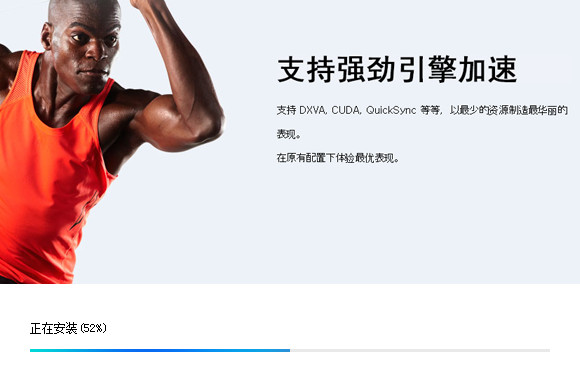 支持强劲引擎加速
支持 DXVA, CUDA, QuickSync 等等，以最少的资源制造最华丽的
表现。
在原有配置下体验最优表现。
正在安装(52%)